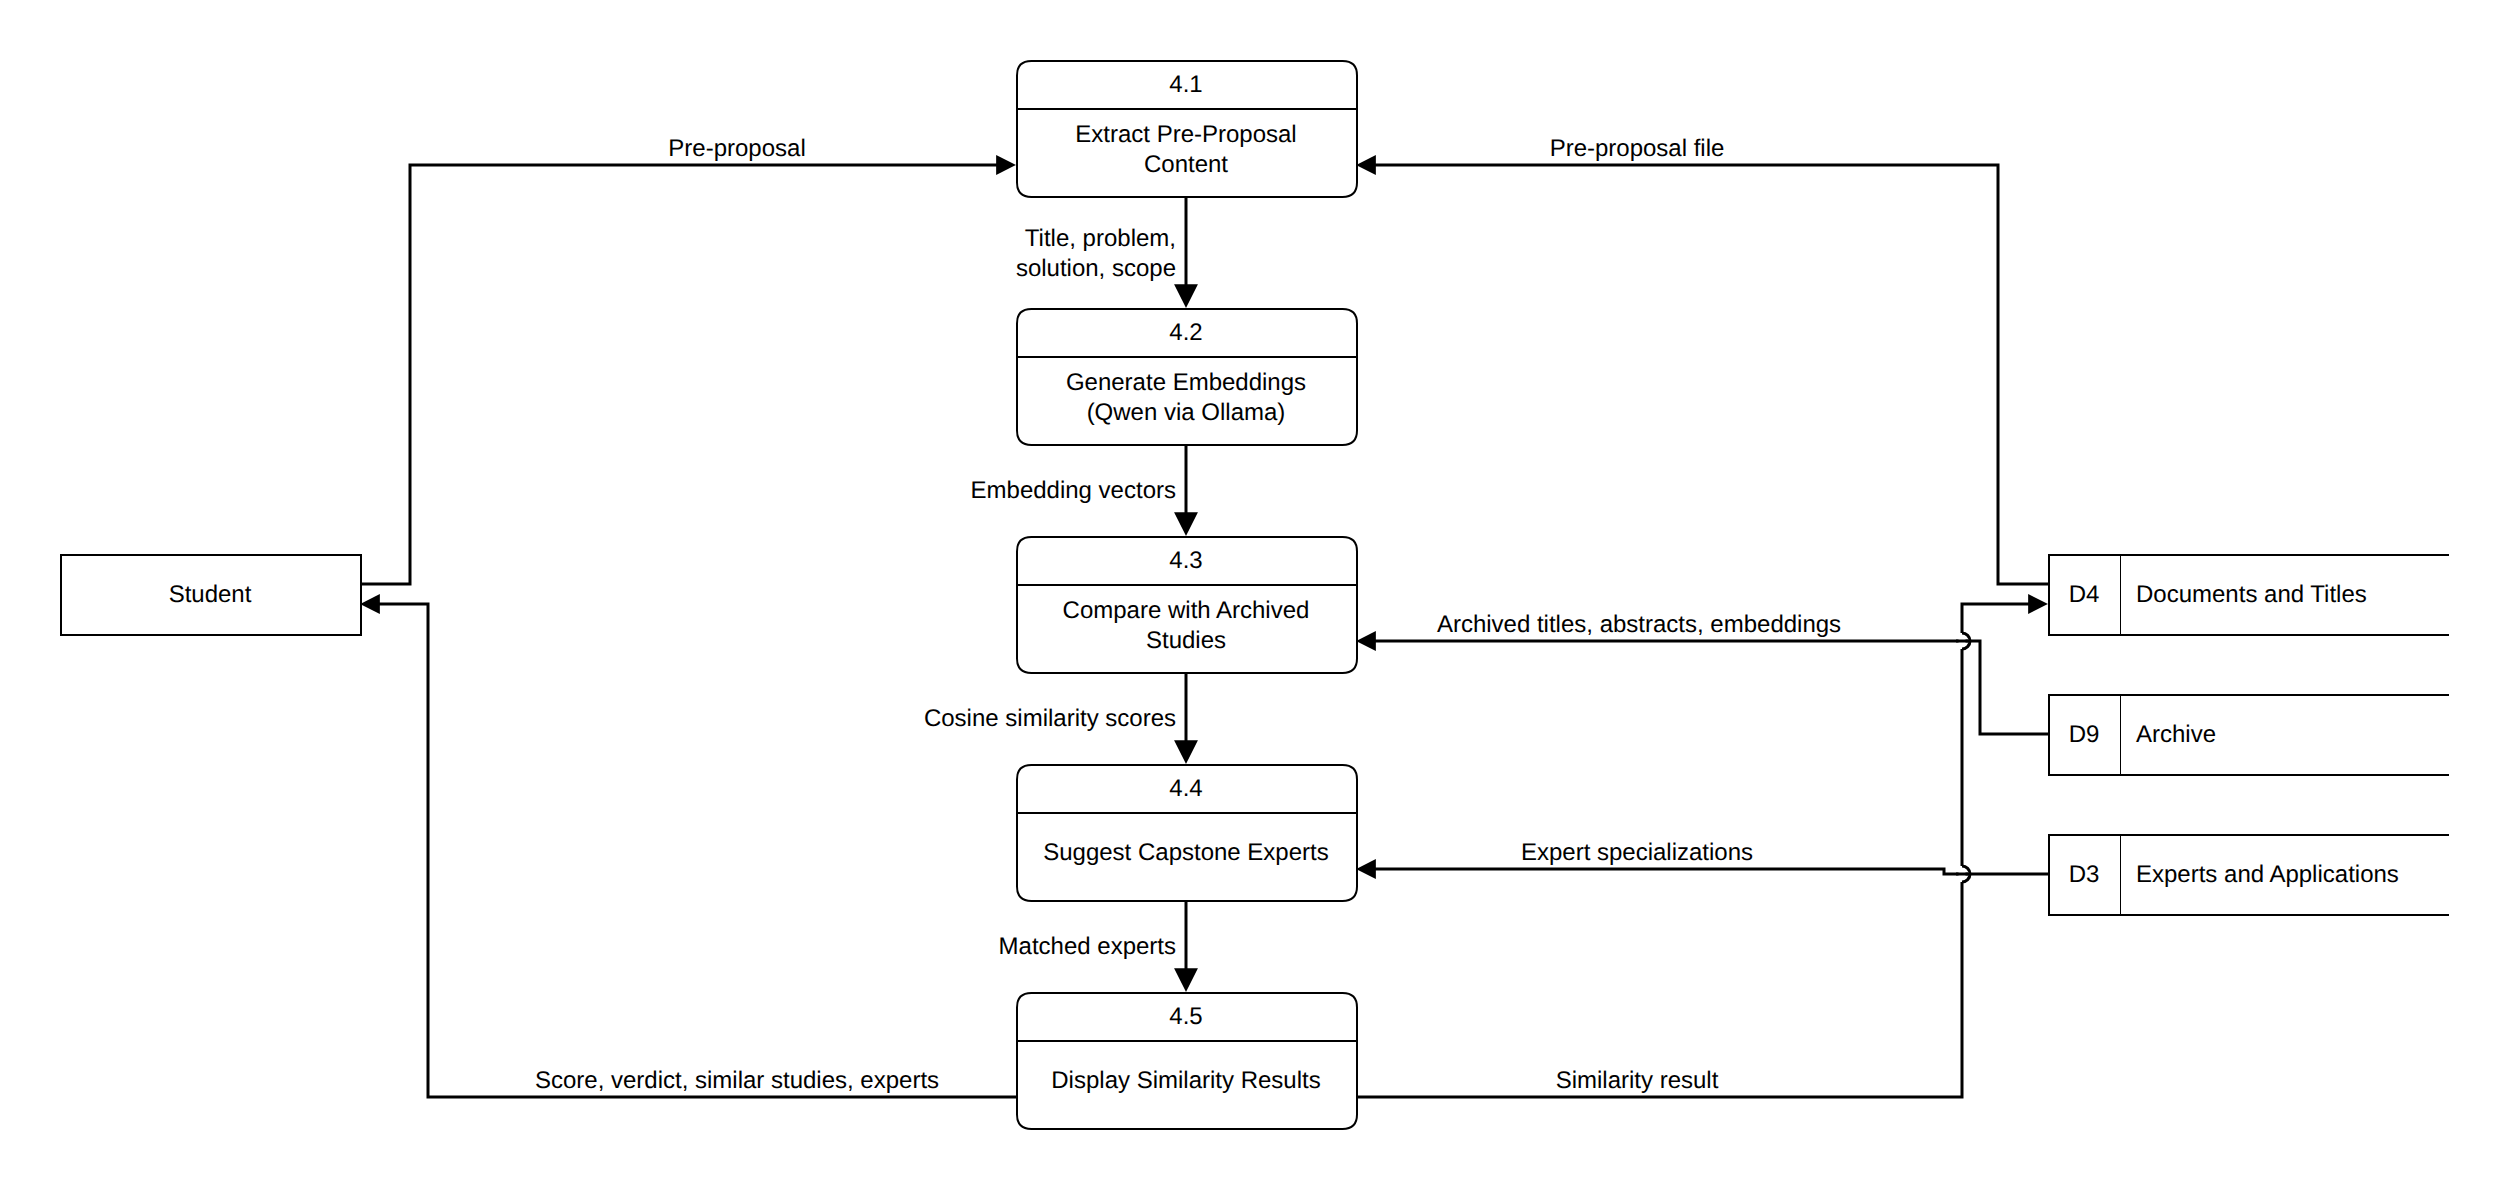 4.1
Extract Pre-Proposal
Content
Pre-proposal
Pre-proposal file
Title, problem,
solution, scope
4.2
Generate Embeddings
(Qwen via Ollama)
Embedding vectors
4.3
Compare with Archived
Studies
Student
D4
Documents and Titles
Archived titles, abstracts, embeddings
Cosine similarity scores
D9
Archive
4.4
Suggest Capstone Experts
Expert specializations
D3
Experts and Applications
Matched experts
4.5
Display Similarity Results
Score, verdict, similar studies, experts
Similarity result